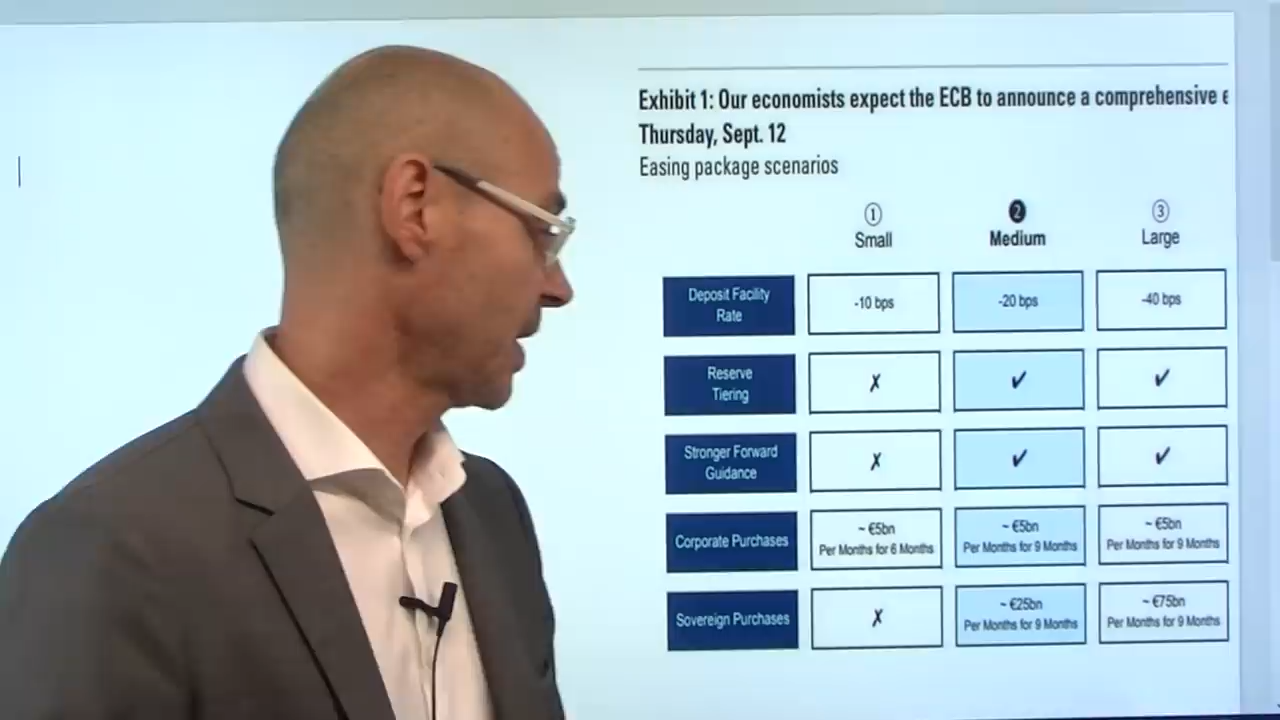 Exhibit 1: Our economists expect the ECB to announce a comprehensive
Thursday, Sept. 12
Easing package scenarios
① ❷ ③
Small Medium Large
Deposit Facility
Rate
-10 bps -20 bps -40 bps
Reserve
Tiering
✗ ✓ ✓
Stronger Forward
Guidance
✗ ✓ ✓
Corporate Purchases
~ €5bn
Per Months for 6 Months
~ €5bn
Per Months for 9 Months
~ €5bn
Per Months for 9 Months
Sovereign Purchases
✗
~ €25bn
Per Months for 9 Months
~ €75bn
Per Months for 9 Months